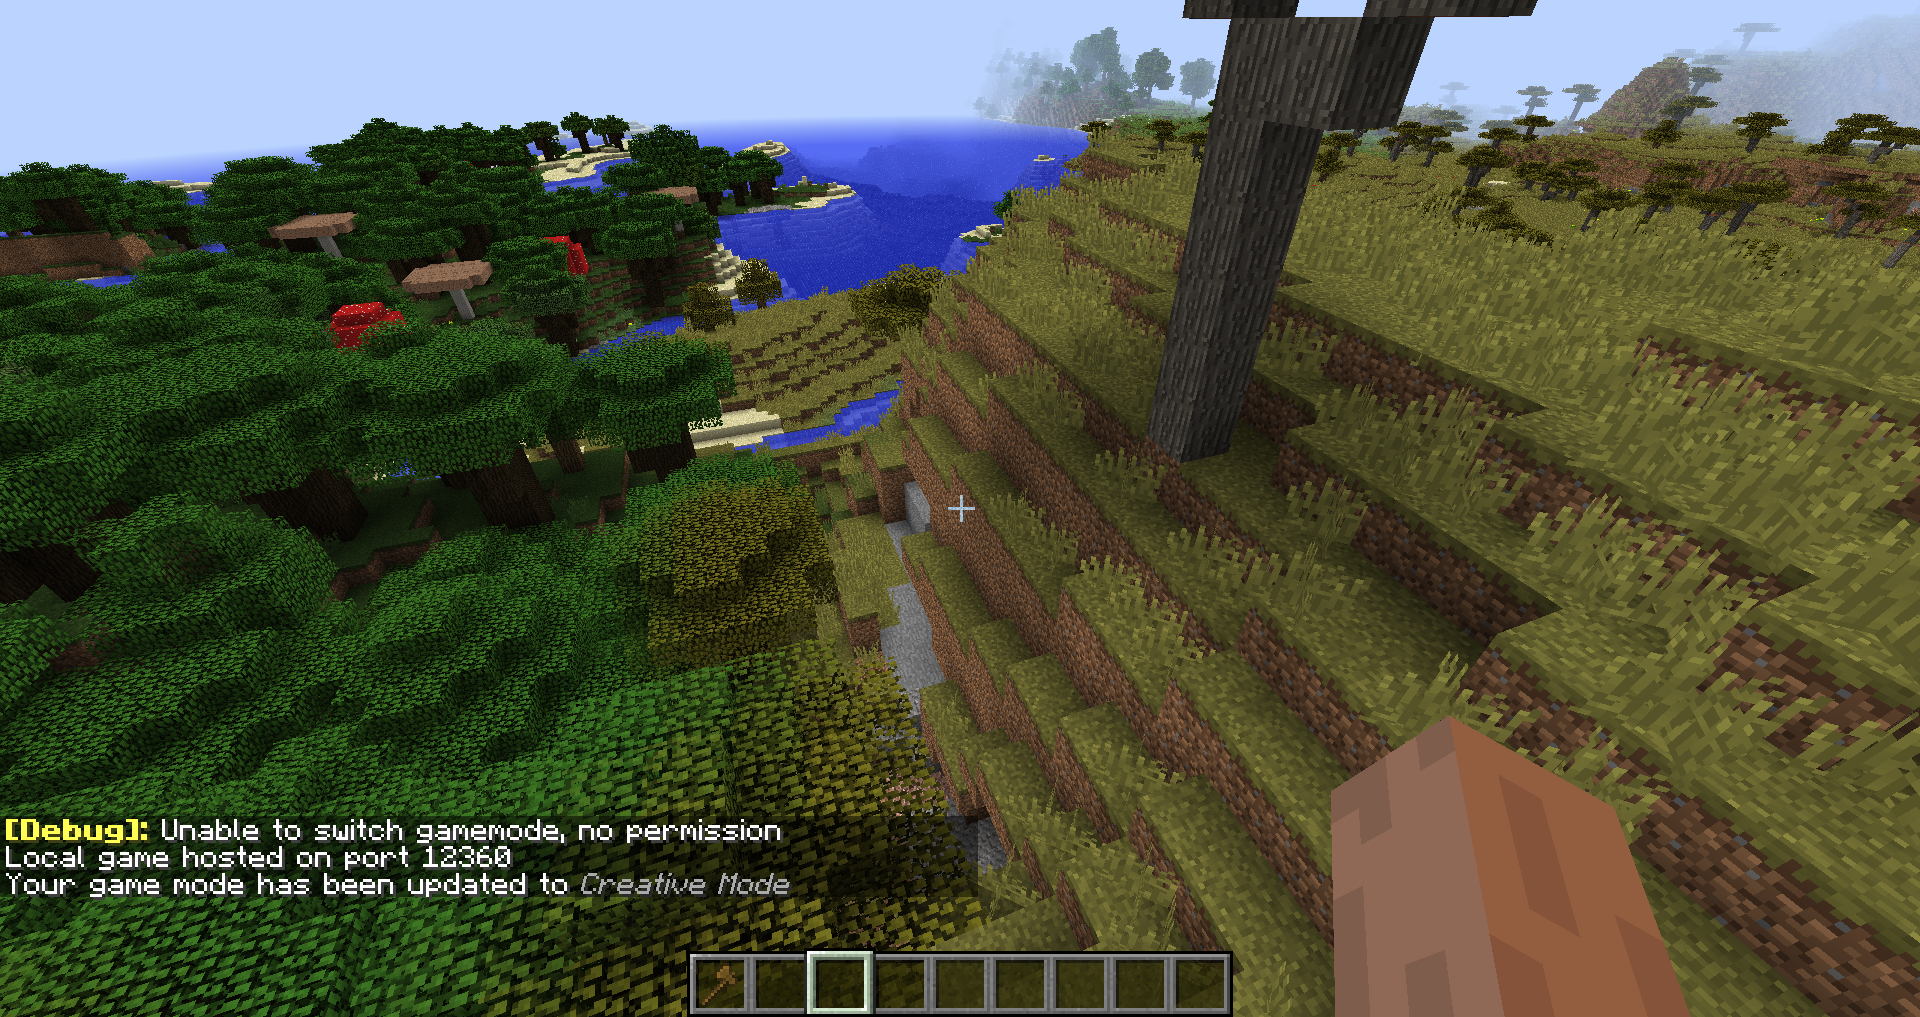 [Debug]: Unable to switch gamemode, no permission
Local game hosted on port 12360
Your game mode has been updated to Creative Mode